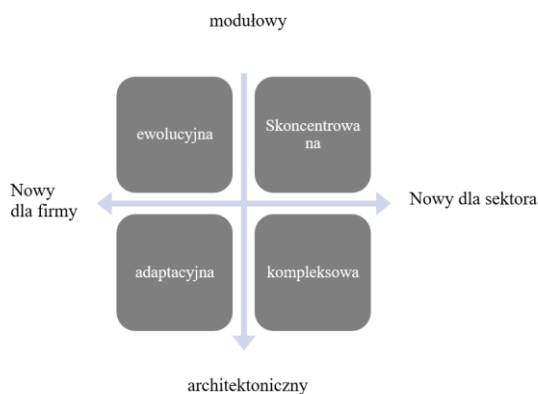 modułowy
ewolucyjna
Skoncentrowa
na
Nowy
dla firmy
Nowy dla sektora
adaptacyjna
kompleksowa
architektoniczny